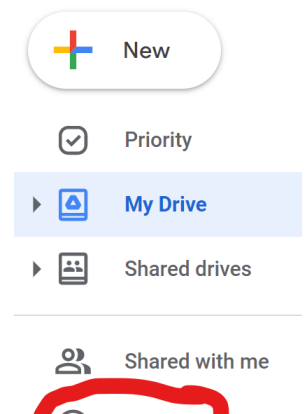 New
Priority
My Drive
Shared drives
Shared with me